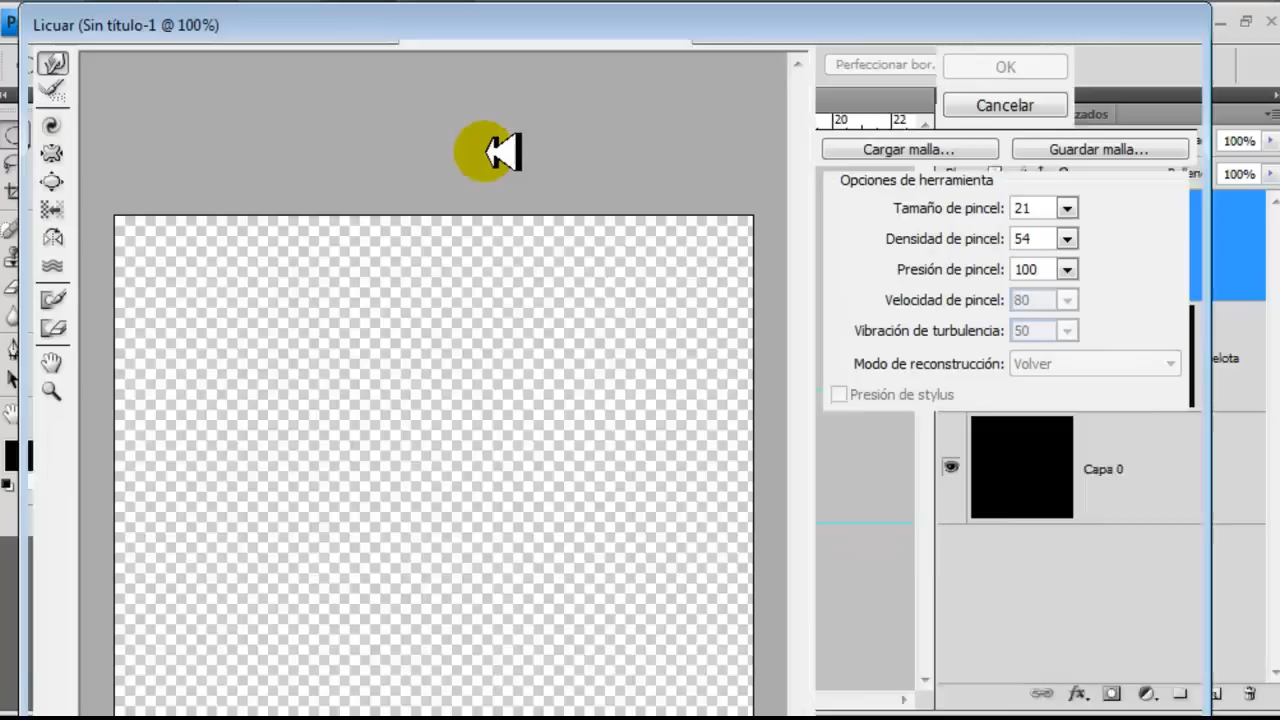 Licuar (Sin título-1 @ 100%)
Perfeccionar bor.
OK
Cancelar
zados
20 22
Cargar malla...
Guardar malla...
100%
Opciones de herramienta
100%
Tamaño de pincel: 21
Densidad de pincel: 54
Presión de pincel: 100
Velocidad de pincel: 80
Vibración de turbulencia: 50
elota
Modo de reconstrucción: Volver
Presión de stylus
Capa 0
fx